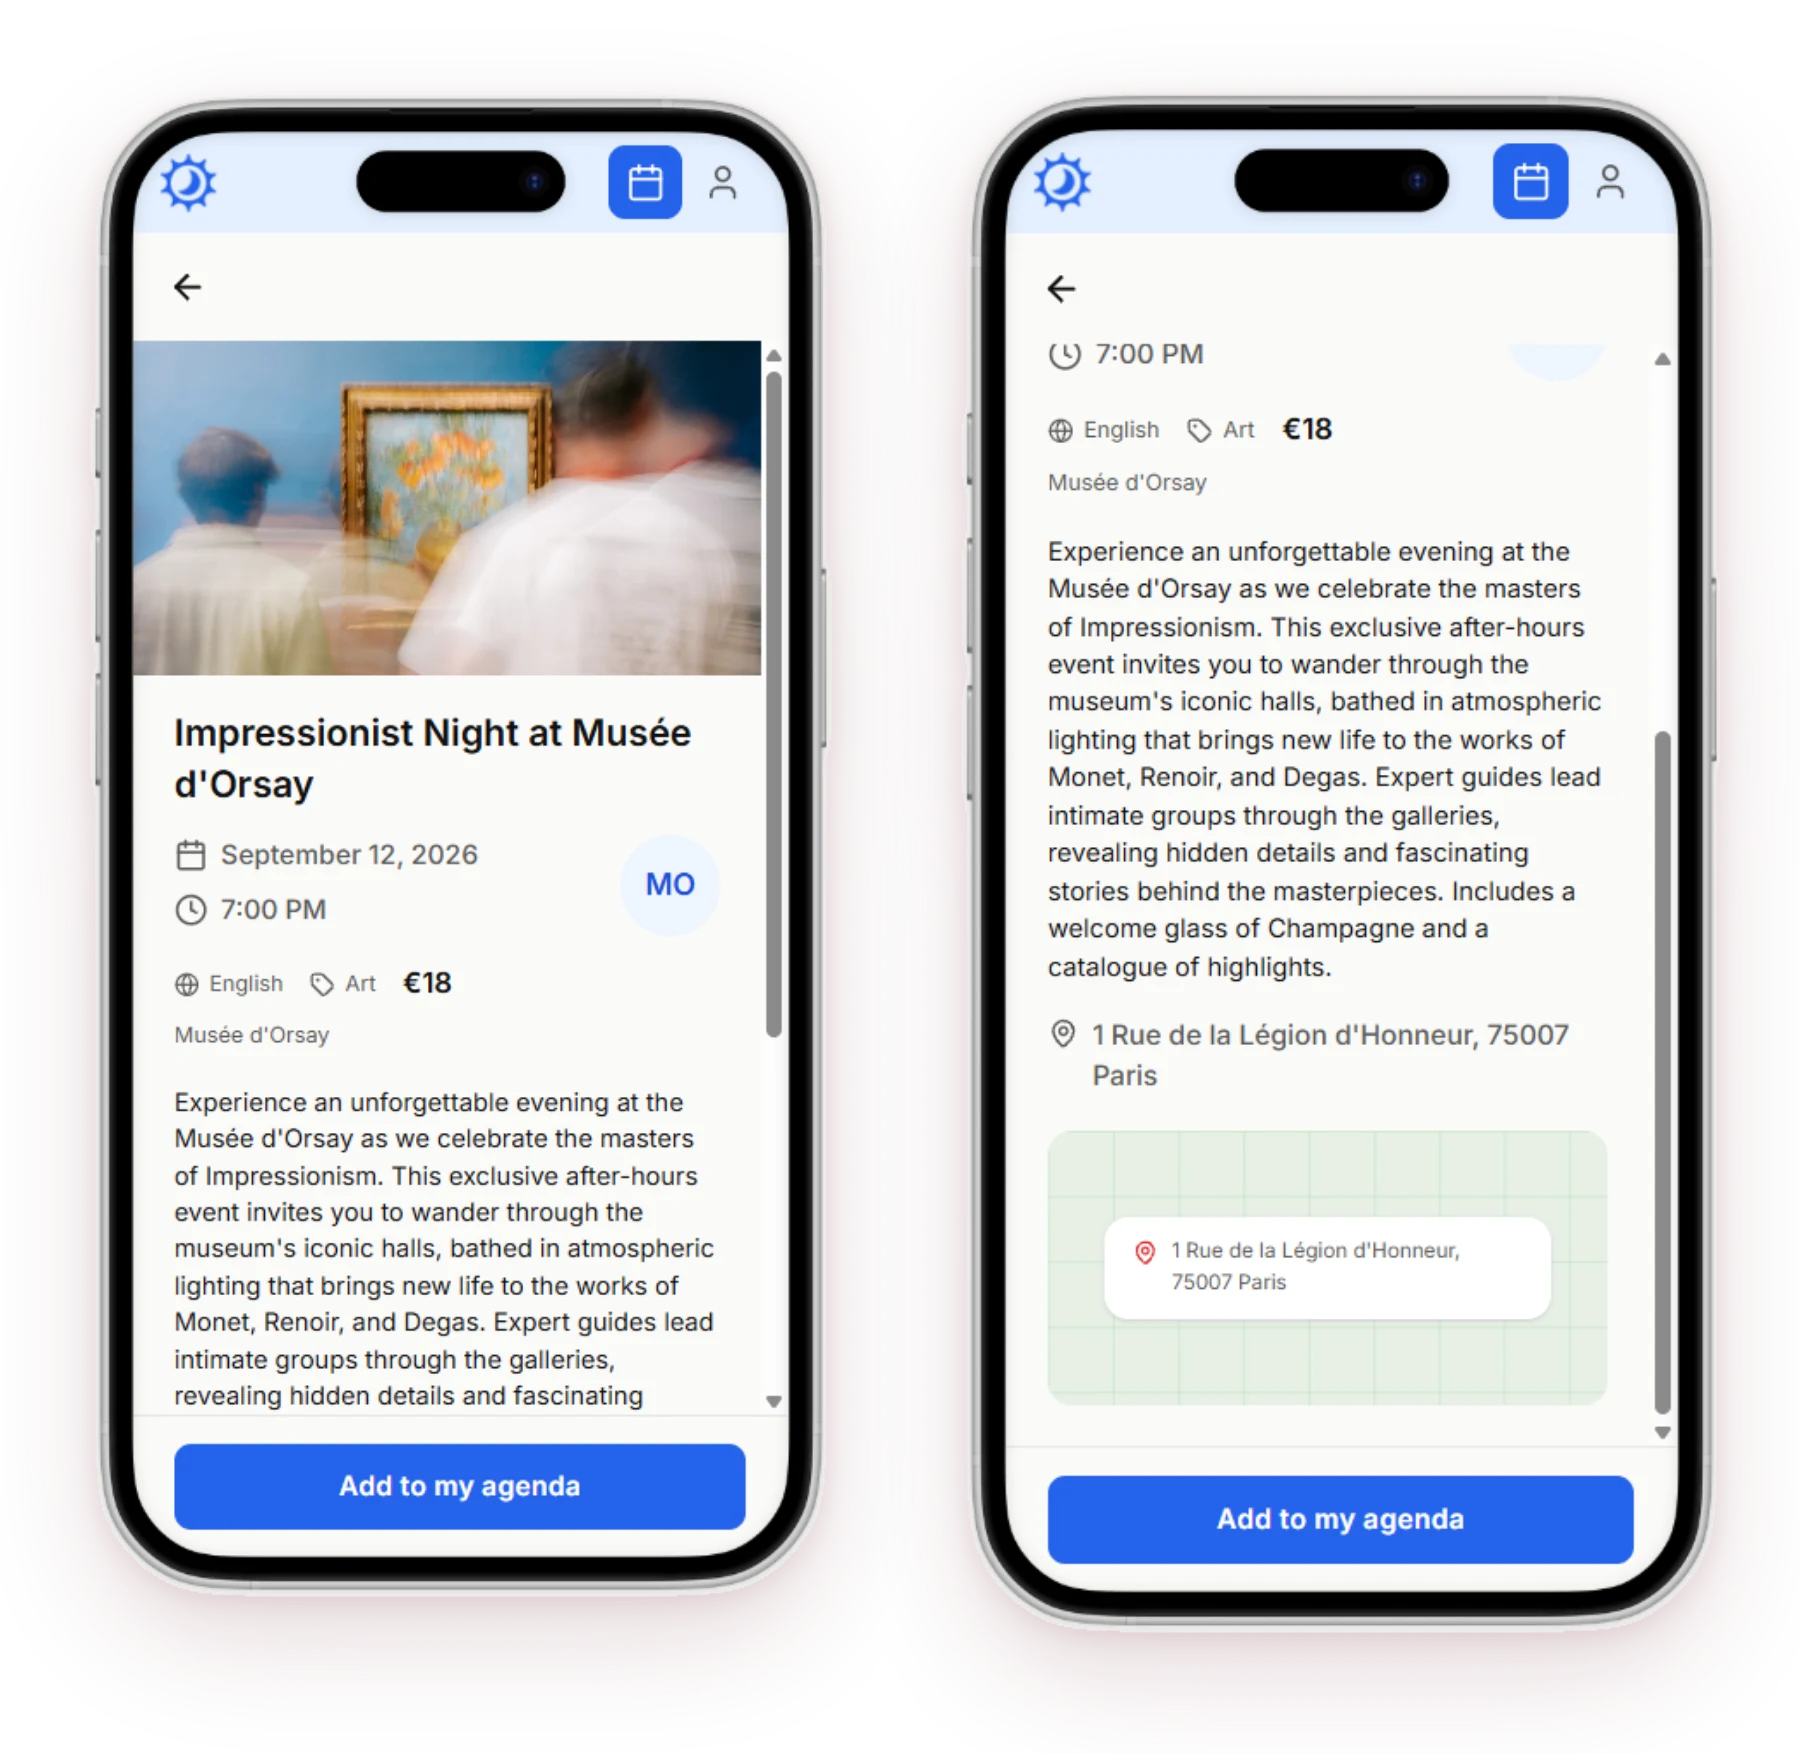 Impressionist Night at Musée
d'Orsay
September 12, 2026
MO
7:00 PM
English Art €18
Musée d'Orsay
Experience an unforgettable evening at the
Musée d'Orsay as we celebrate the masters
of Impressionism. This exclusive after-hours
event invites you to wander through the
museum's iconic halls, bathed in atmospheric
lighting that brings new life to the works of
Monet, Renoir, and Degas. Expert guides lead
intimate groups through the galleries,
revealing hidden details and fascinating
Add to my agenda
7:00 PM
English Art €18
Musée d'Orsay
Experience an unforgettable evening at the
Musée d'Orsay as we celebrate the masters
of Impressionism. This exclusive after-hours
event invites you to wander through the
museum's iconic halls, bathed in atmospheric
lighting that brings new life to the works of
Monet, Renoir, and Degas. Expert guides lead
intimate groups through the galleries,
revealing hidden details and fascinating
stories behind the masterpieces. Includes a
welcome glass of Champagne and a
catalogue of highlights.
1 Rue de la Légion d'Honneur, 75007
Paris
1 Rue de la Légion d'Honneur,
75007 Paris
Add to my agenda